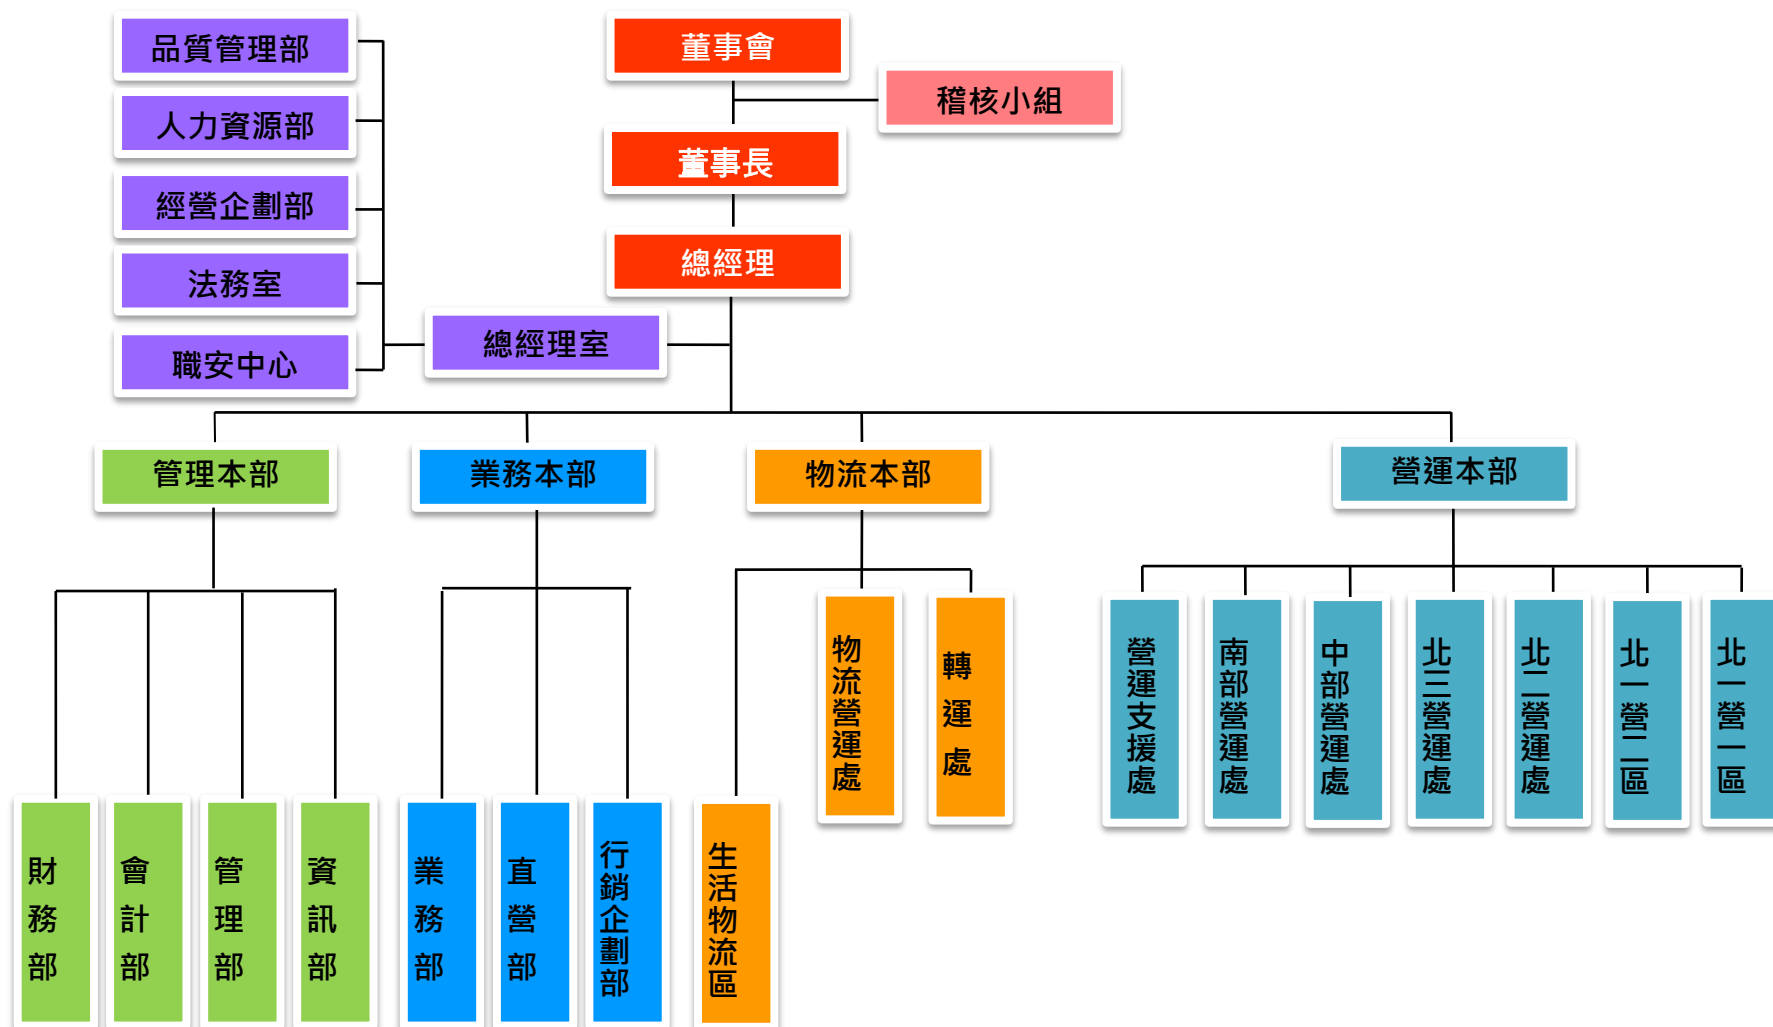 董事會
稽核小組
董事長
總經理
品質管理部
人力資源部
經營企劃部
法務室
職安中心
總經理室
管理本部
業務本部
物流本部
營運本部
財務部
會計部
管理部
資訊部
業務部
直營部
行銷企劃部
生活物流區
物流營運處
轉運處
營運支援處
南部營運處
中部營運處
北三營運處
北二營運處
北一營二區
北一營一區